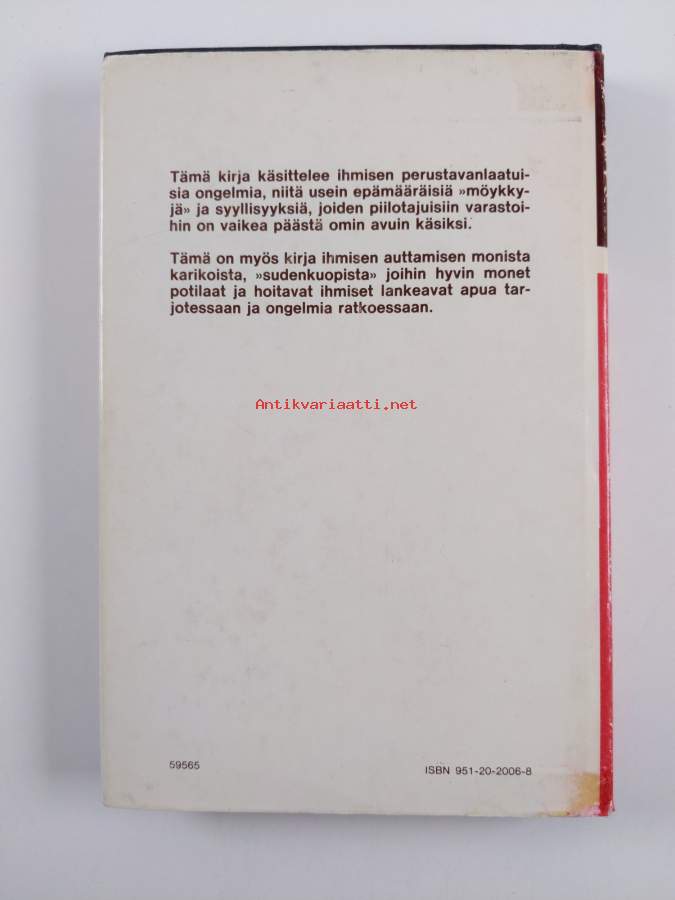 Tämä kirja käsittelee ihmisen perustavanlaatui-
sia ongelmia, niitä usein epämääräisiä »möykky-
jä» ja syyllisyyksiä, joiden piilotajuisiin varastoi-
hin on vaikea päästä omin avuin käsiksi.
Tämä on myös kirja ihmisen auttamisen monista
karikoista, »sudenkuopista» joihin hyvin monet
potilaat ja hoitavat ihmiset lankeavat apua tar-
jotessaan ja ongelmia ratkoessaan.
Antikvariaatti.net
59565
ISBN 951-20-2006-8